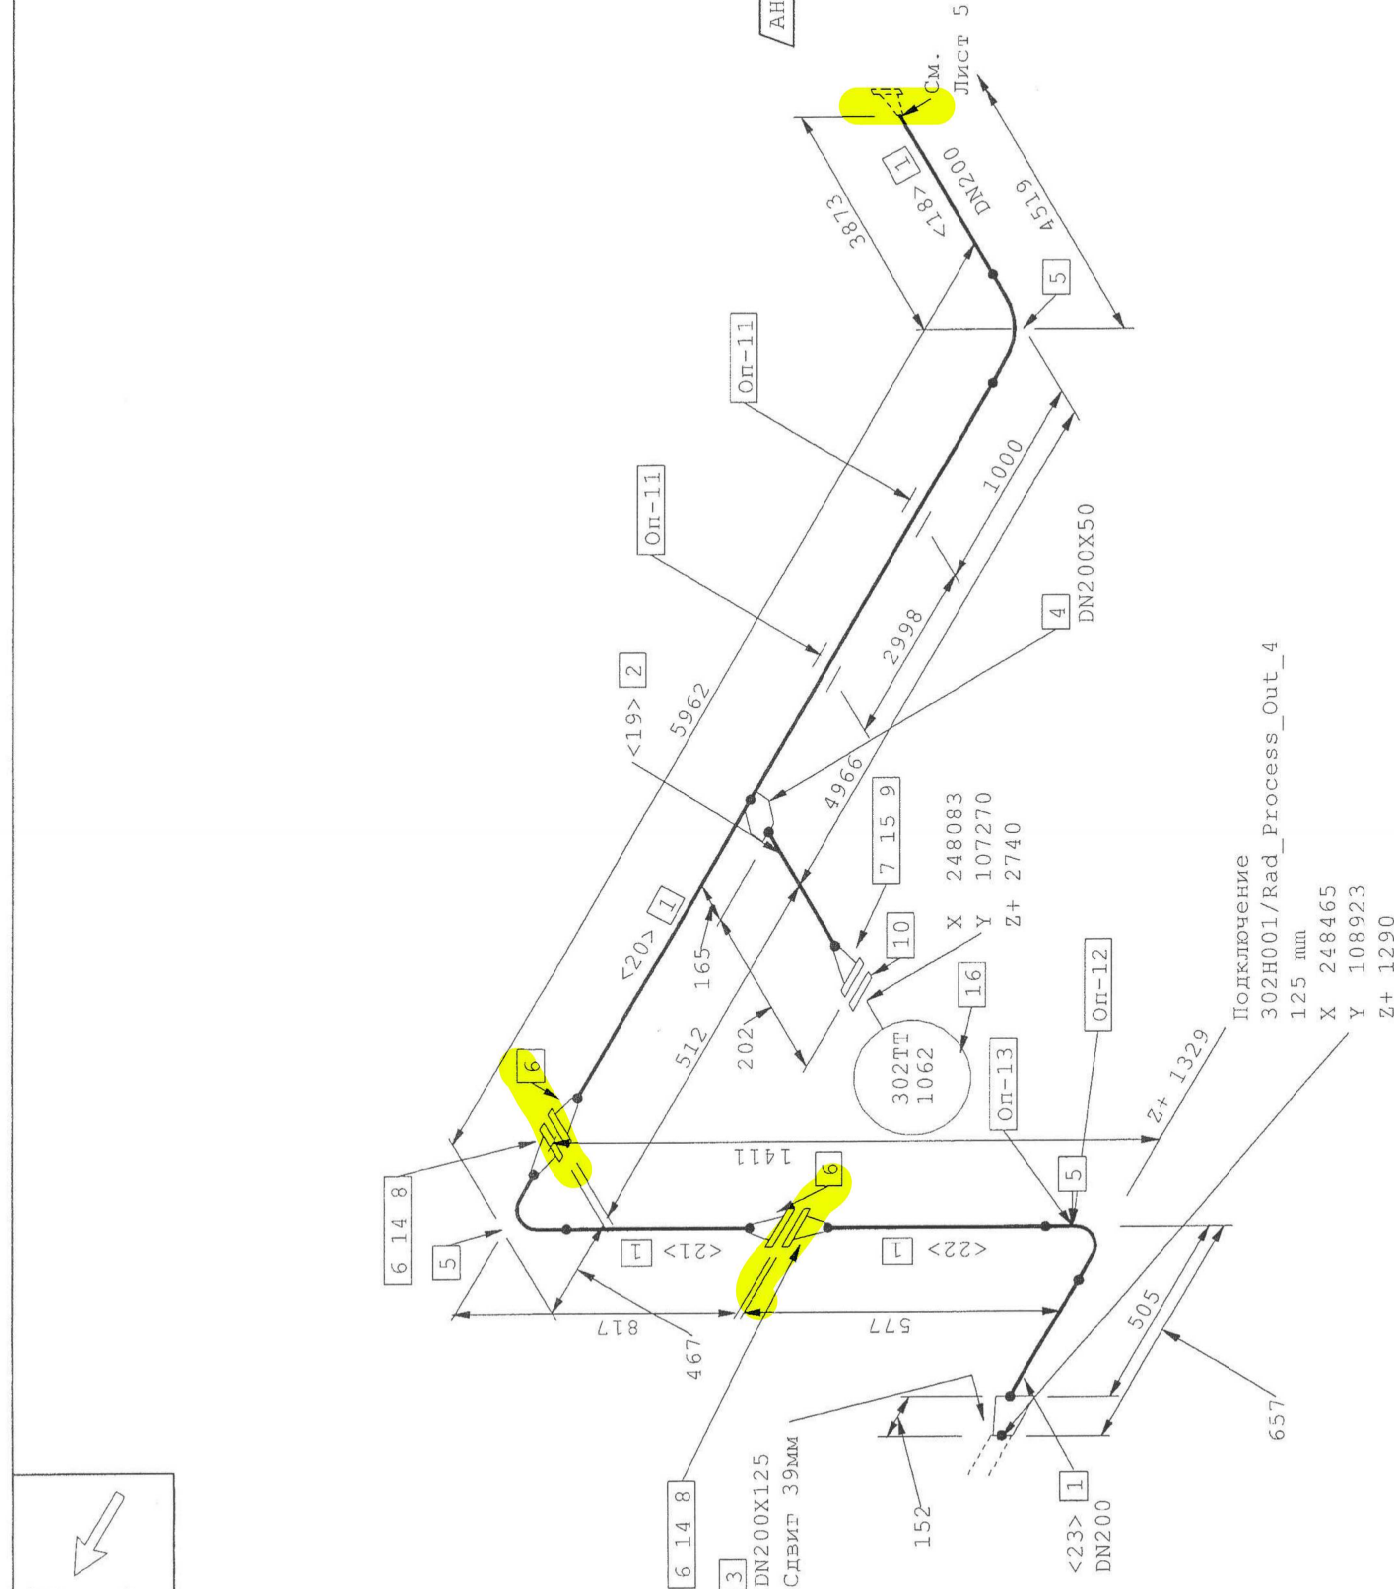 АН
См.
Лист 5
3873
<18> 1
DN200
4519
5
Оп-11
Оп-11
1000
2998
4966
4
DN200X50
5962
<19> 2
<20> 1
165
202
512
7 15 9
10
X 248083
Y 107270
Z+ 2740
302ТТ
1062
16
6
6 14 8
5
1411
Z+ 1329
Оп-13
Оп-12
5
6
<21> 1
<22> 1
817
577
467
505
657
152
6 14 8
3
DN200X125
Сдвиг 39мм
<23> 1
DN200
Подключение
302H001/Rad_Process_Out_4
125 mm
X 248465
Y 108923
Z+ 1290